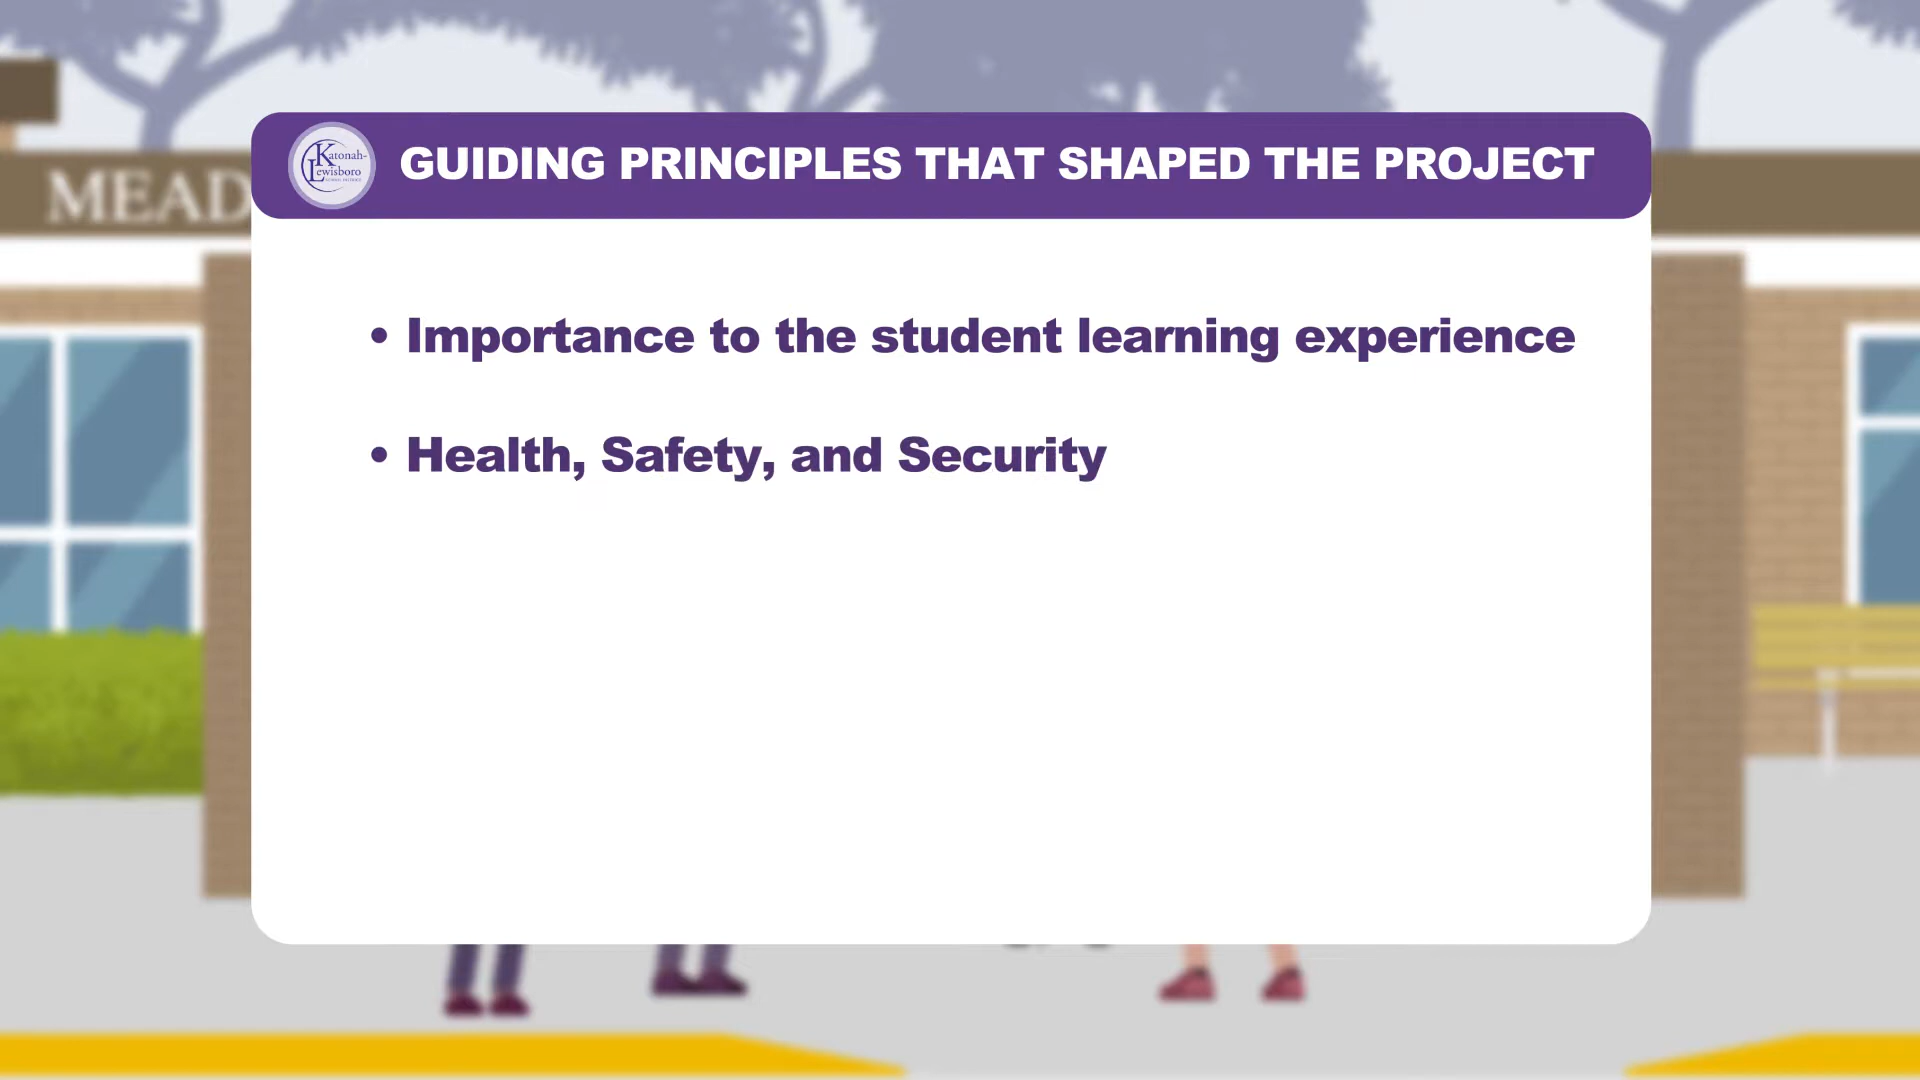 MEAD
Katonah-
Lewisboro
GUIDING PRINCIPLES THAT SHAPED THE PROJECT
• Importance to the student learning experience
• Health, Safety, and Security